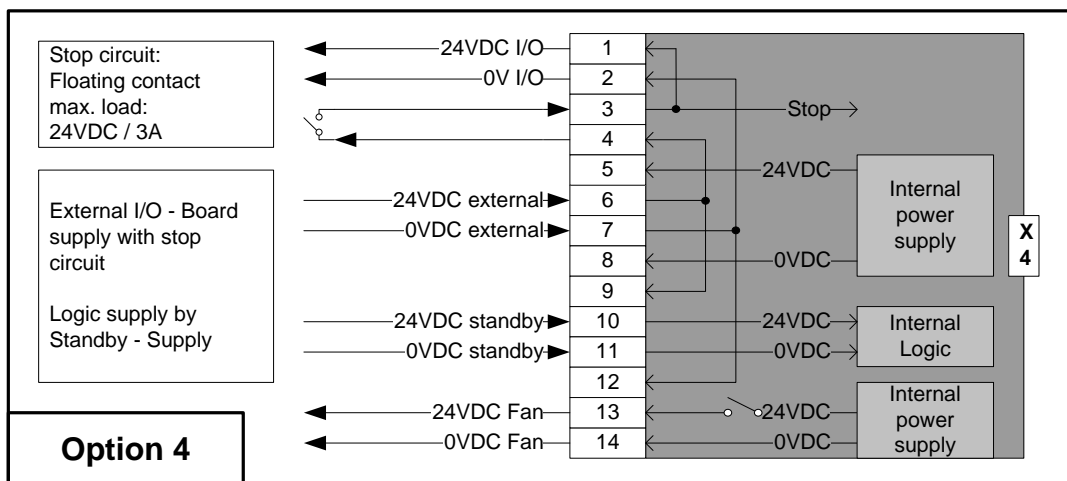 Stop circuit:
Floating contact
max. load:
24VDC / 3A
External I/O - Board
supply with stop
circuit
Logic supply by
Standby - Supply
Option 4
24VDC I/O
0V I/O
24VDC external
0VDC external
24VDC standby
0VDC standby
24VDC Fan
0VDC Fan
1
2
3
4
5
6
7
8
9
10
11
12
13
14
Stop
24VDC
0VDC
Internal
power
supply
24VDC
0VDC
Internal
Logic
24VDC
0VDC
Internal
power
supply
X
4